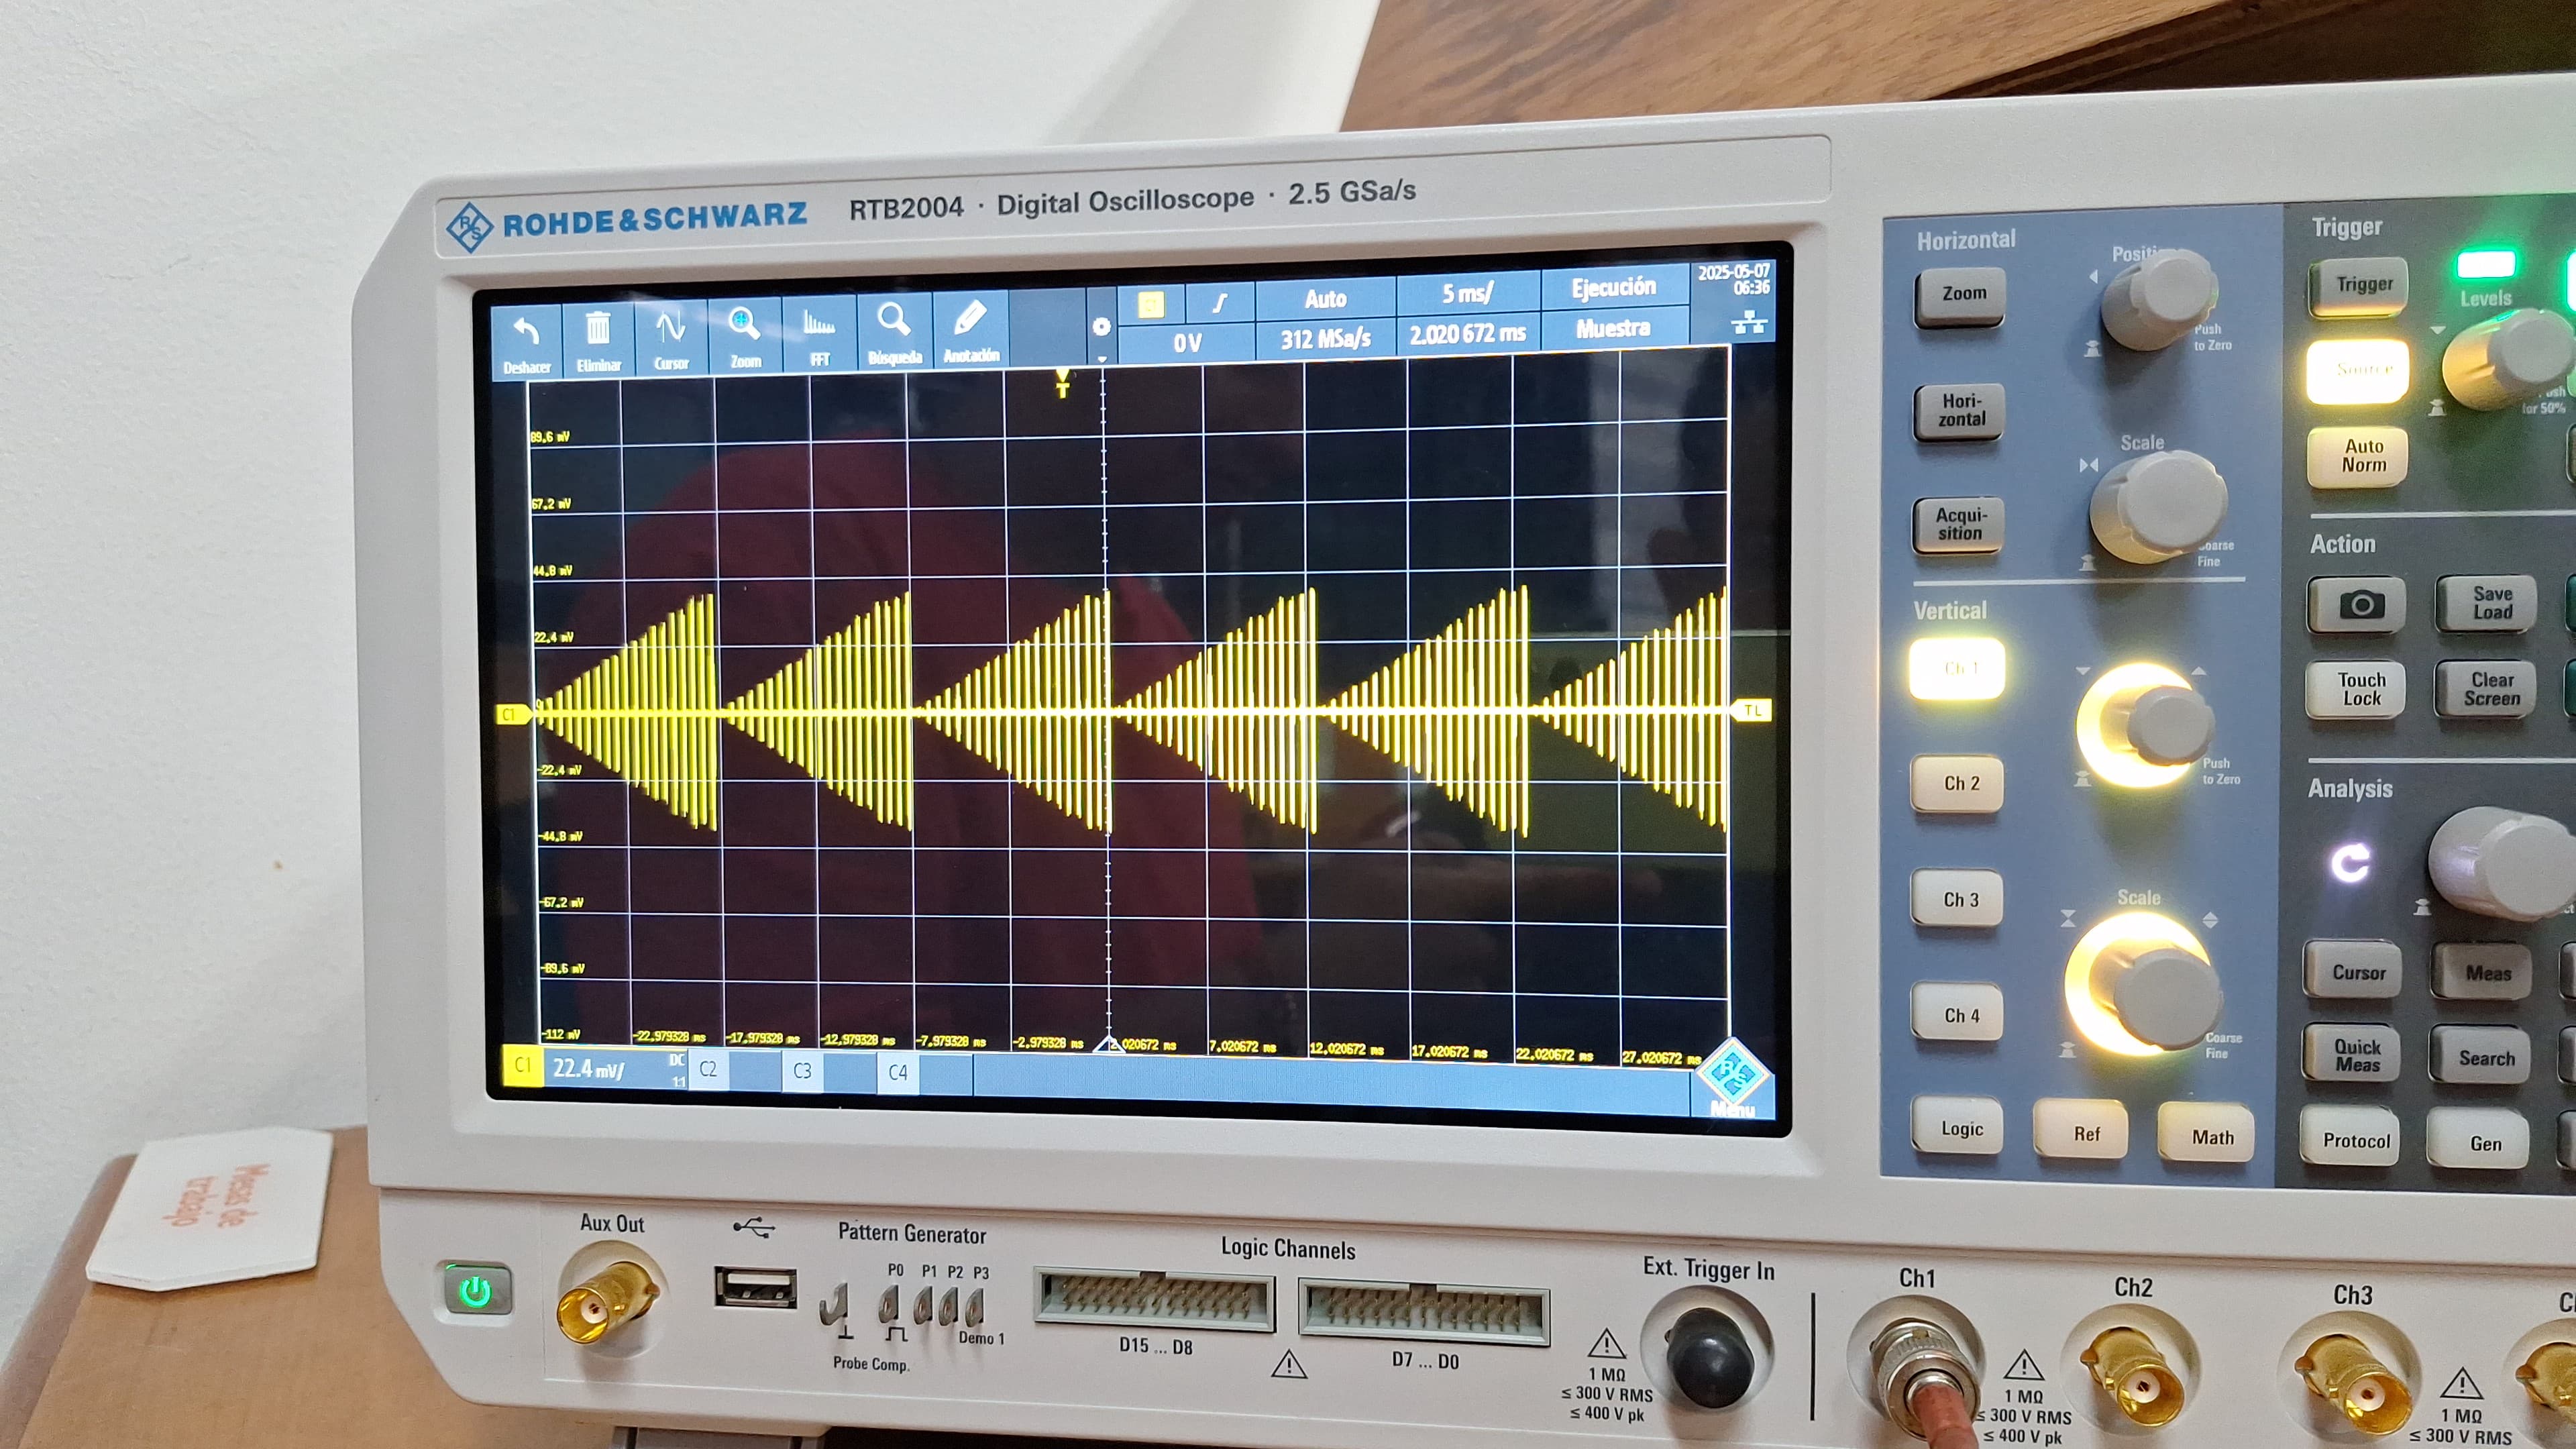 ROHDE & SCHWARZ RTB2004 · Digital Oscilloscope · 2.5 GSa/s
Deshacer Eliminar Cursor Zoom FFT Búsqueda Anotación
Auto 5 ms/ Ejecución 2025-05-07
06:36
0 V 312 MSa/s 2.020 672 ms Muestra
T
89,6 mV
67,2 mV
44,8 mV
22,4 mV
C1 TL
-22,4 mV
-44,8 mV
-67,2 mV
-89,6 mV
-112 mV -22,979328 ms -17,979328 ms -12,979328 ms -7,979328 ms -2,979328 ms 2,020672 ms 7,020672 ms 12,020672 ms 17,020672 ms 22,020672 ms 27,020672 ms
C1 22.4 mV/ DC
1:1
C2 C3 C4
Menu
Horizontal
Position
Zoom
Push
to Zero
Hori-
zontal
Scale
Acqui-
sition
Coarse
Fine
Vertical
Ch 1
Ch 2
Push
to Zero
Ch 3
Scale
Ch 4
Coarse
Fine
Logic Ref Math
Trigger
Trigger
Levels
Source
Push
for 50%
Auto
Norm
Action
Save
Load
Touch
Lock
Clear
Screen
Analysis
Cursor Meas
Quick
Meas
Search
Protocol Gen
Mesa de
trabajo
Aux Out
Pattern Generator
P0 P1 P2 P3
Demo 1
Probe Comp.
Logic Channels
D15 ... D8
D7 ... D0
Ext. Trigger In
1 MΩ
≤ 300 V RMS
≤ 400 V pk
Ch1
1 MΩ
≤ 300 V RMS
≤ 400 V pk
Ch2
Ch3
1 MΩ
≤ 300 V RMS